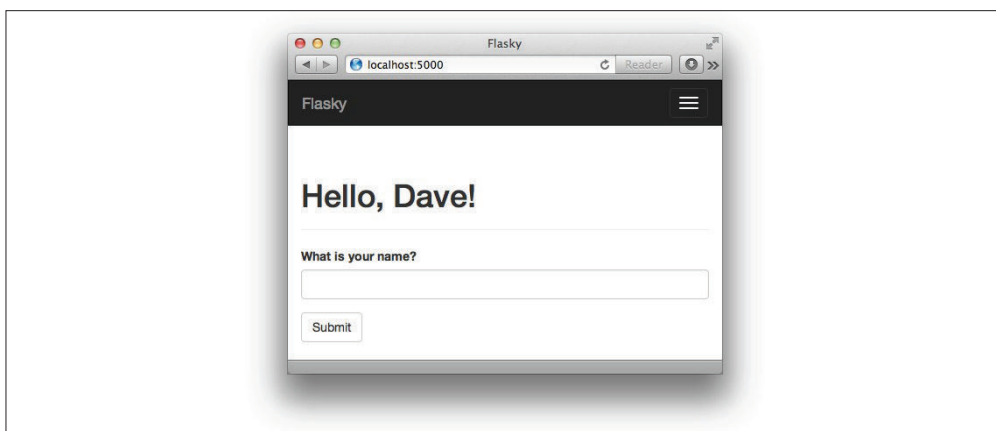 Flasky
localhost:5000
Reader
Flasky
Hello, Dave!
What is your name?
Submit